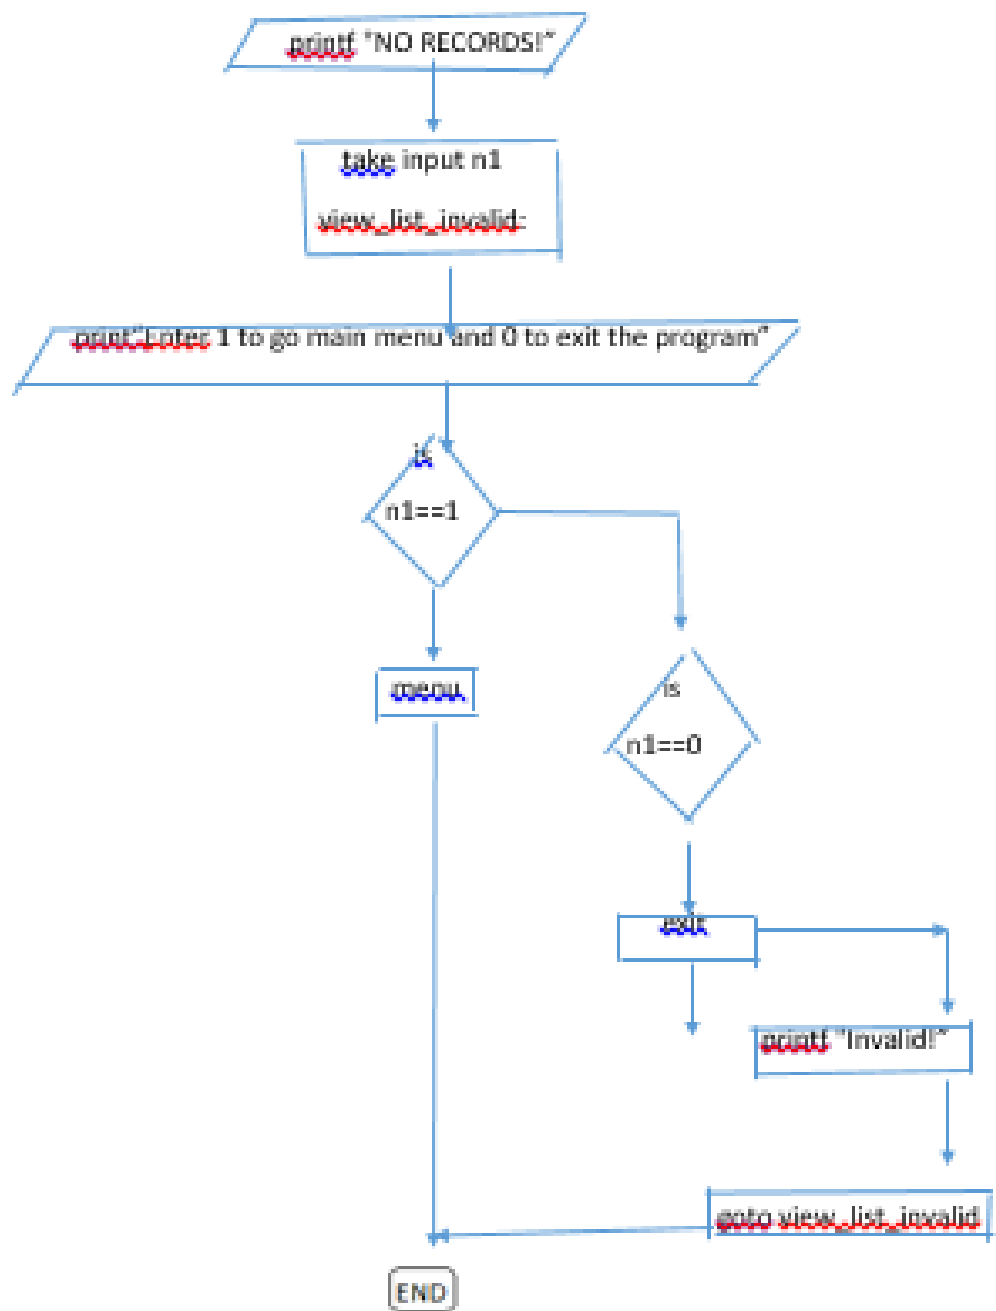 printf "NO RECORDS!"
take input n1
view_list_invalid:
print"Enter 1 to go main menu and 0 to exit the program"
is
n1==1
menu
is
n1==0
exit
printf "Invalid!"
goto view_list_invalid
END